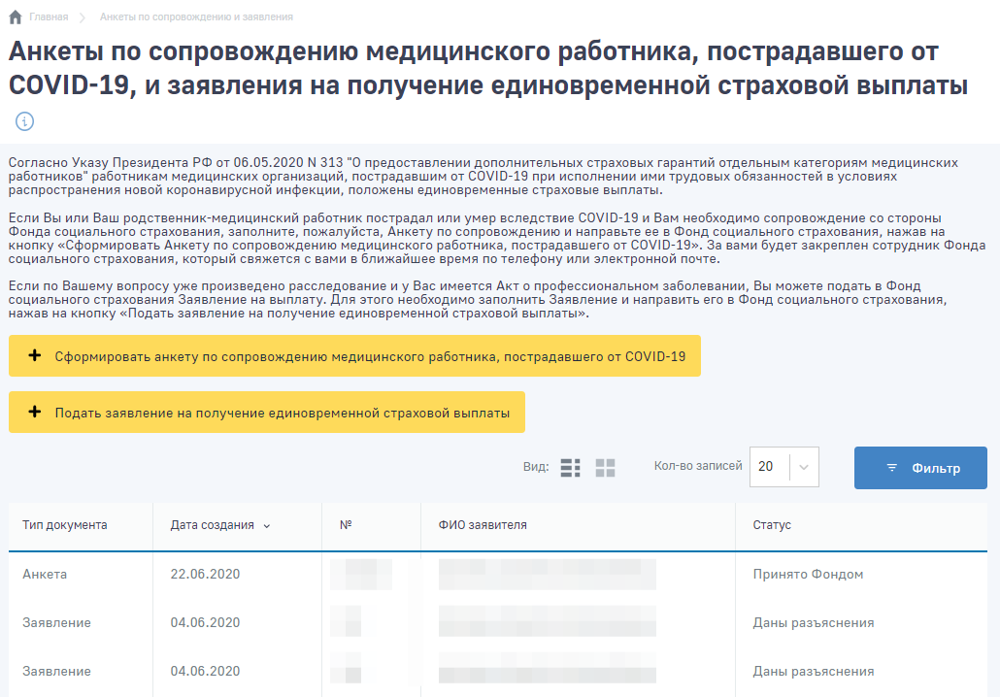 Главная
Анкеты по сопровождению и заявления
Анкеты по сопровождению медицинского работника, пострадавшего от
COVID-19, и заявления на получение единовременной страховой выплаты
i
Согласно Указу Президента РФ от 06.05.2020 N 313 "О предоставлении дополнительных страховых гарантий отдельным категориям медицинских
работников" работникам медицинских организаций, пострадавшим от COVID-19 при исполнении ими трудовых обязанностей в условиях
распространения новой коронавирусной инфекции, положены единовременные страховые выплаты.
Если Вы или Ваш родственник-медицинский работник пострадал или умер вследствие COVID-19 и Вам необходимо сопровождение со стороны
Фонда социального страхования, заполните, пожалуйста, Анкету по сопровождению и направьте ее в Фонд социального страхования, нажав на
кнопку «Сформировать Анкету по сопровождению медицинского работника, пострадавшего от COVID-19». За вами будет закреплен сотрудник Фонда
социального страхования, который свяжется с вами в ближайшее время по телефону или электронной почте.
Если по Вашему вопросу уже произведено расследование и у Вас имеется Акт о профессиональном заболевании, Вы можете подать в Фонд
социального страхования Заявление на выплату. Для этого необходимо заполнить Заявление и направить его в Фонд социального страхования,
нажав на кнопку «Подать заявление на получение единовременной страховой выплаты».
+ Сформировать анкету по сопровождению медицинского работника, пострадавшего от COVID-19
+ Подать заявление на получение единовременной страховой выплаты
Вид: Кол-во записей 20 Фильтр
Тип документа Дата создания № ФИО заявителя Статус
Анкета 22.06.2020 Принято Фондом
Заявление 04.06.2020 Даны разъяснения
Заявление 04.06.2020 Даны разъяснения